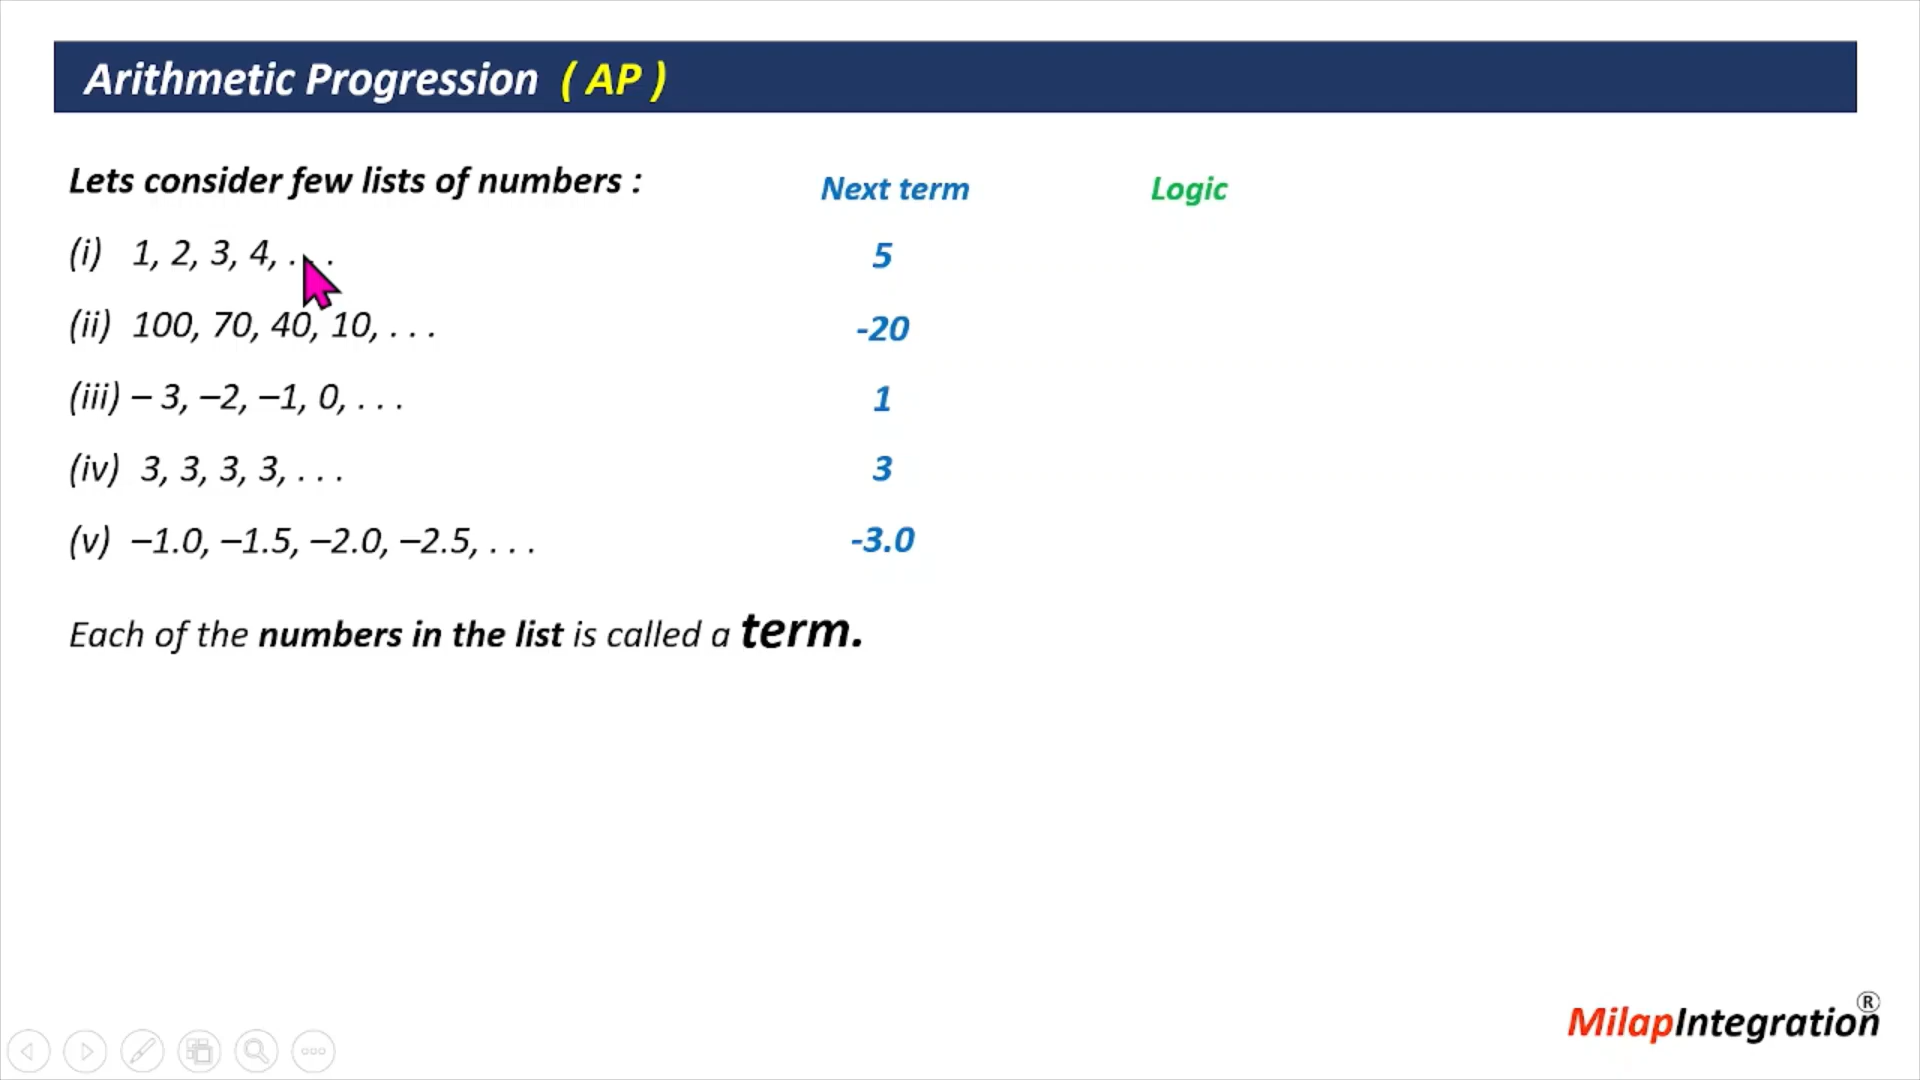 Arithmetic Progression ( AP )
Lets consider few lists of numbers :
Next term
Logic
(i) 1, 2, 3, 4, . . .
5
(ii) 100, 70, 40, 10, . . .
-20
(iii) – 3, –2, –1, 0, . . .
1
(iv) 3, 3, 3, 3, . . .
3
(v) –1.0, –1.5, –2.0, –2.5, . . .
-3.0
Each of the numbers in the list is called a term.
MilapIntegration®